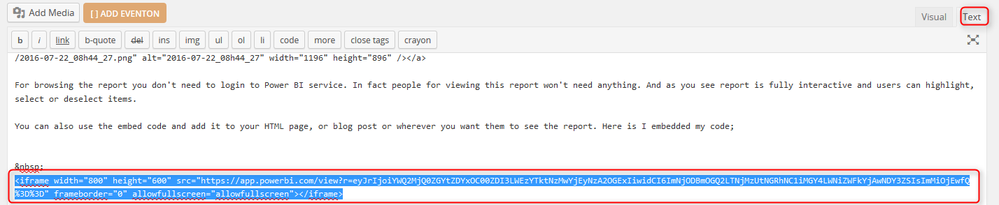 Add Media
[ ] ADD EVENTON
Visual
Text
b
i
link
b-quote
del
ins
img
ul
ol
li
code
more
close tags
crayon
/2016-07-22_08h44_27.png" alt="2016-07-22_08h44_27" width="1196" height="896" /></a>
For browsing the report you don't need to login to Power BI service. In fact people for viewing this report won't need anything. And as you see report is fully interactive and users can highlight,
select or deselect items.
You can also use the embed code and add it to your HTML page, or blog post or wherever you want them to see the report. Here is I embedded my code;
&nbsp;
<iframe width="800" height="600" src="https://app.powerbi.com/view?r=eyJrIjoiYWQ2MjQ0ZGYtZDYxOC00ZDI3LWEzYTktNzMwYjEyNzA2OGExIiwidCI6ImNjODBmOGQ2LTNjMzUtNGRhNC1iMGY4LWNiZWFkYjAwNDY3ZSIsImMiOjEwfQ
%3D%3D" frameborder="0" allowfullscreen="allowfullscreen"></iframe>